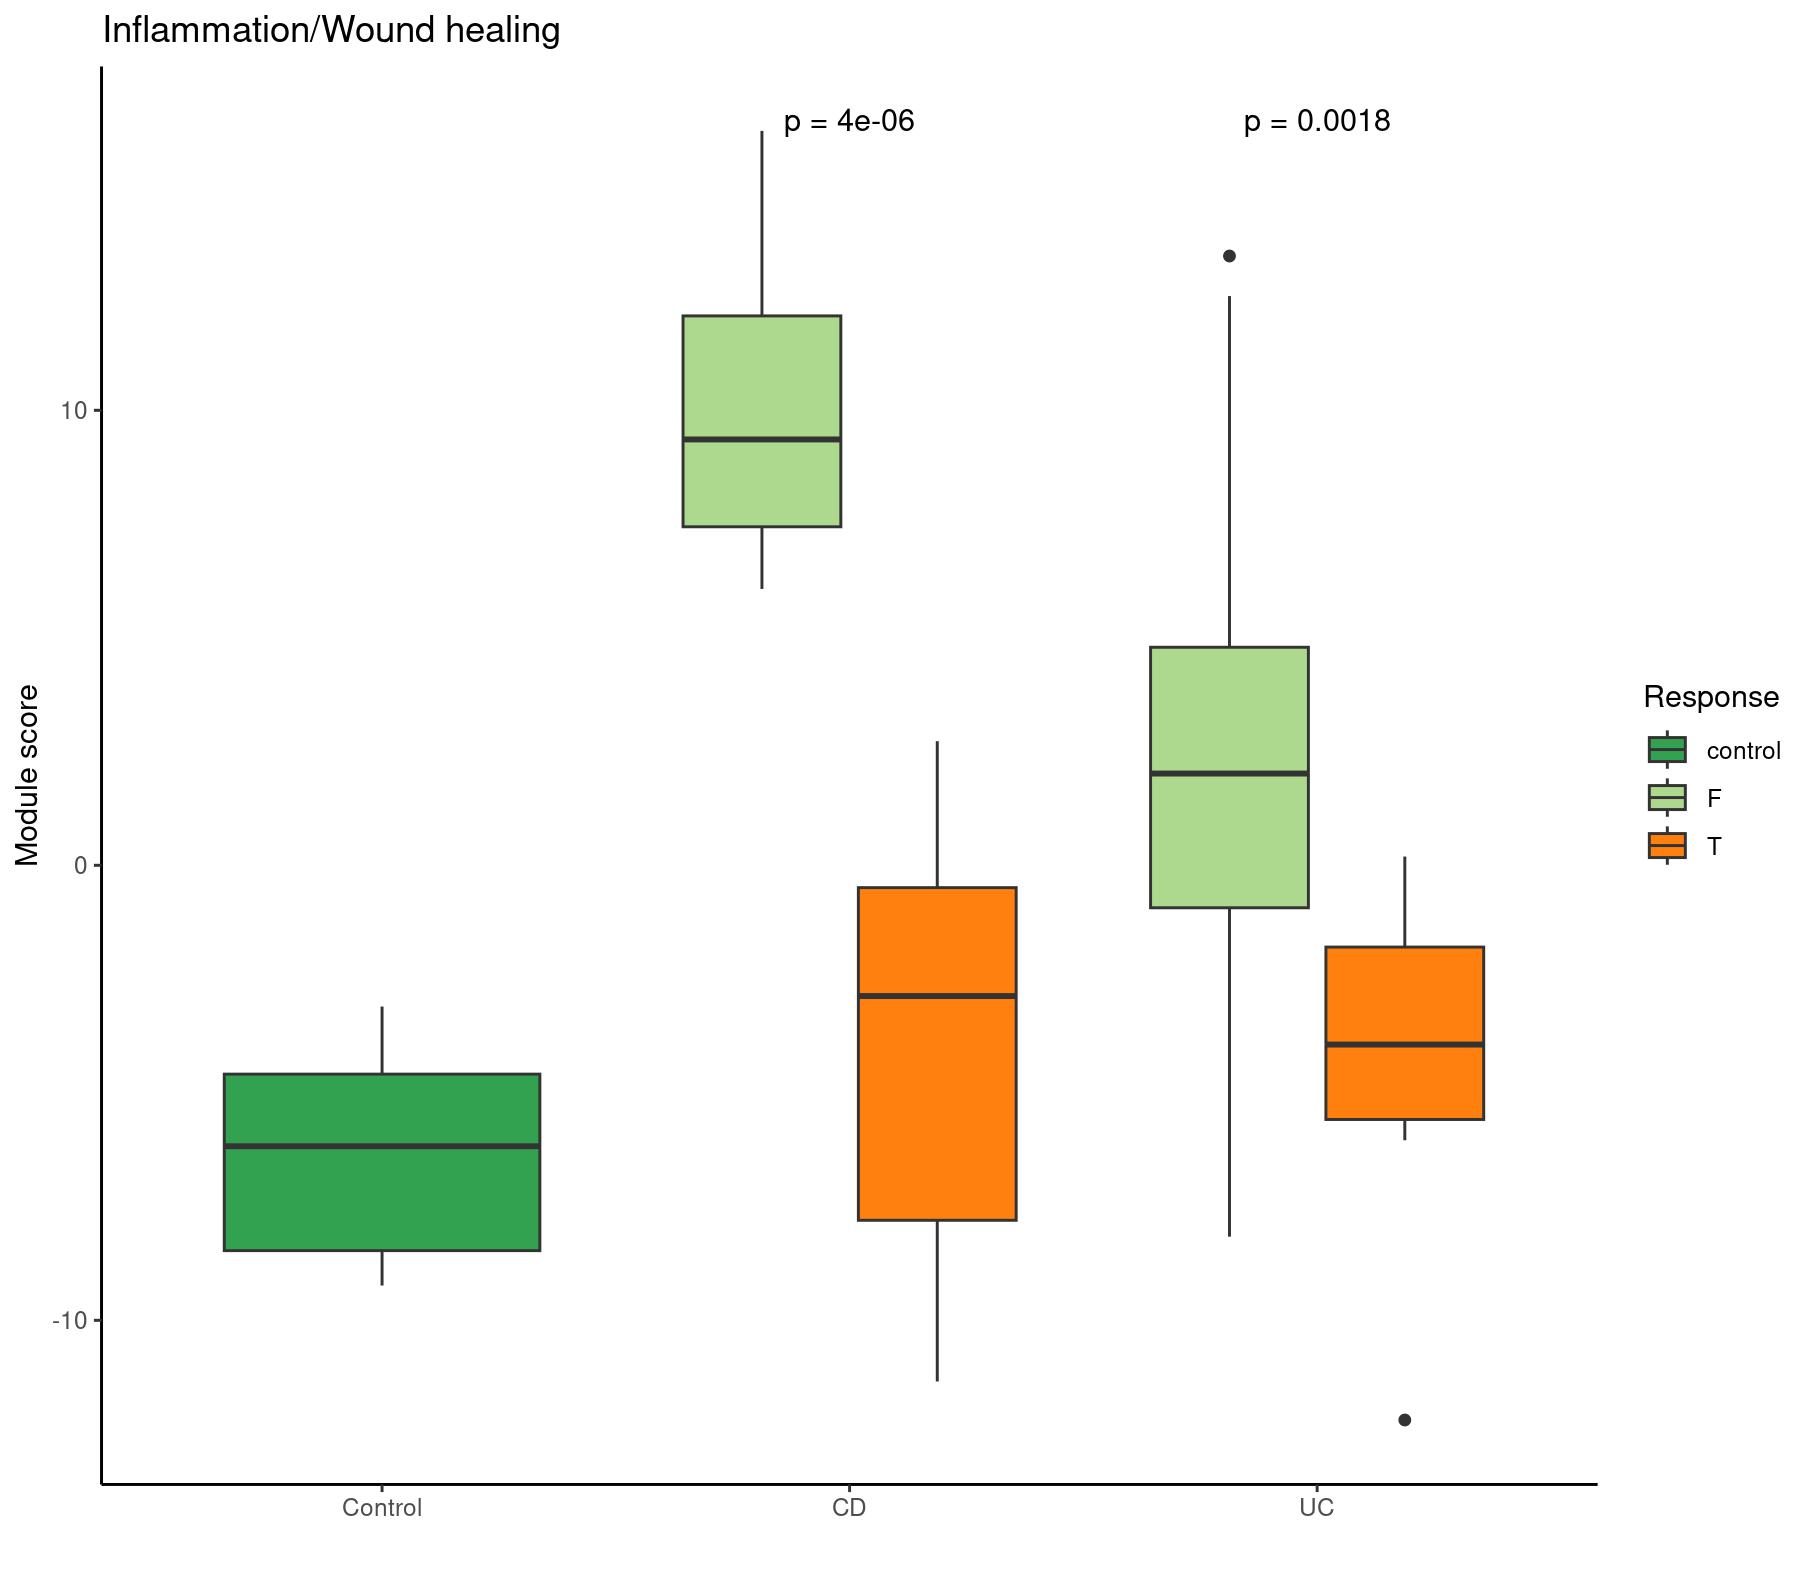 Inflammation/Wound healing
p = 4e-06
p = 0.0018
Module score
10
0
-10
Control
CD
UC
Response
control
F
T